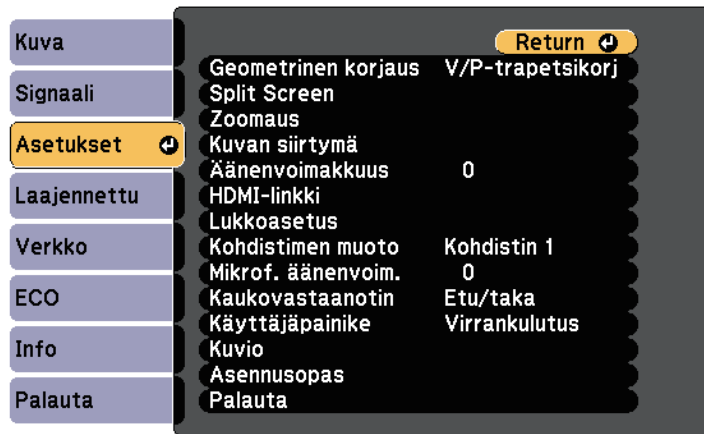 Kuva
Signaali
Asetukset
Laajennettu
Verkko
ECO
Info
Palauta
Return
Geometrinen korjaus V/P-trapetsikorj
Split Screen
Zoomaus
Kuvan siirtymä
Äänenvoimakkuus 0
HDMI-linkki
Lukkoasetus
Kohdistimen muoto Kohdistin 1
Mikrof. äänenvoim. 0
Kaukovastaanotin Etu/taka
Käyttäjäpainike Virrankulutus
Kuvio
Asennusopas
Palauta